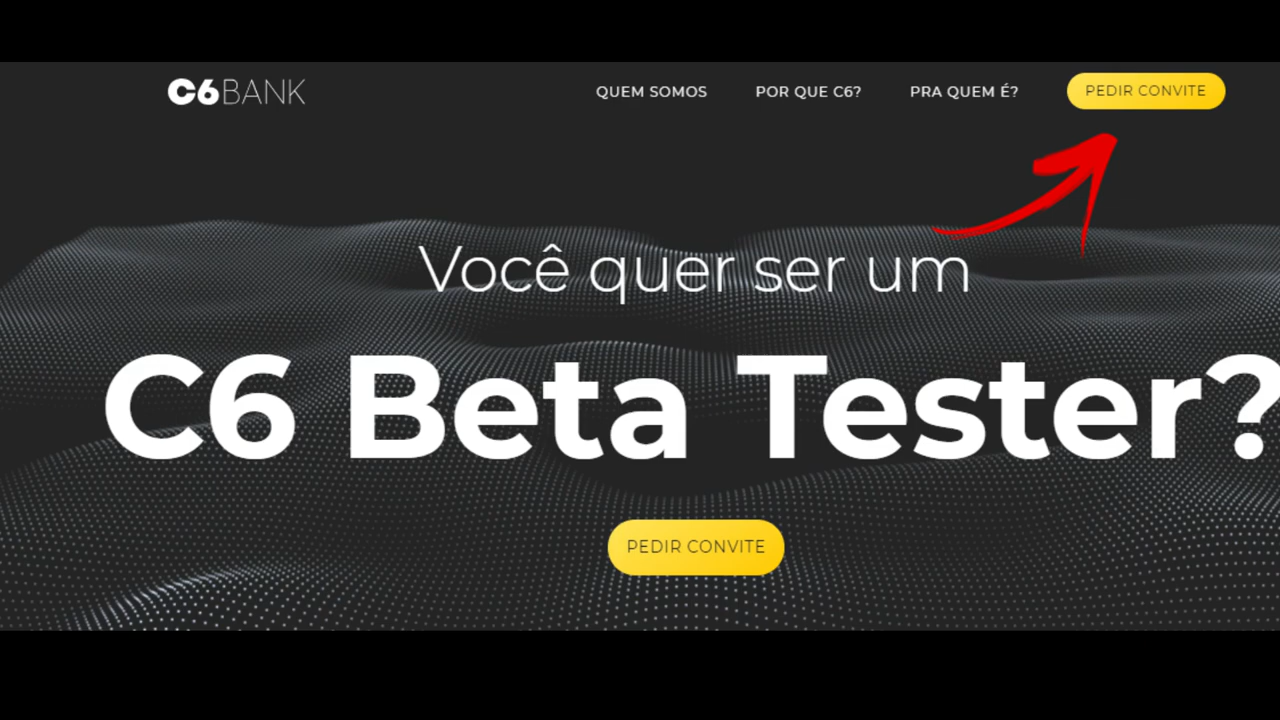 C6BANK
QUEM SOMOS
POR QUE C6?
PRA QUEM É?
PEDIR CONVITE
Você quer ser um
C6 Beta Tester?
PEDIR CONVITE